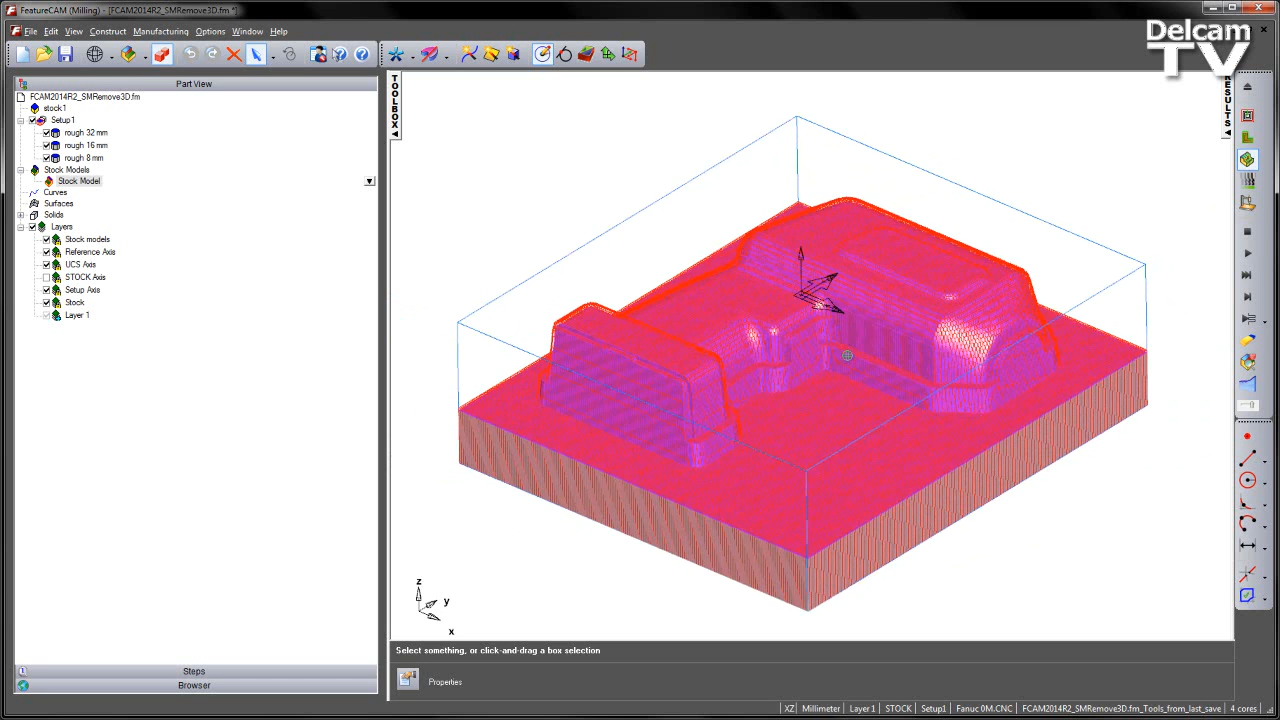 FeatureCAM (Milling) - [FCAM2014R2_SMRemove3D.fm *]
File Edit View Construct Manufacturing Options Window Help
Delcam
TV
Part View
FCAM2014R2_SMRemove3D.fm
stock1
Setup1
rough 32 mm
rough 16 mm
rough 8 mm
Stock Models
Stock Model
Curves
Surfaces
Solids
Layers
Stock models
Reference Axis
UCS Axis
STOCK Axis
Setup Axis
Stock
Layer 1
Steps
Browser
TOOLBOX
RESULTS
z
y
x
Select something, or click-and-drag a box selection
Properties
XZ Millimeter Layer1 STOCK Setup1 Fanuc 0M.CNC FCAM2014R2_SMRemove3D.fm_Tools_from_last_save 4 cores